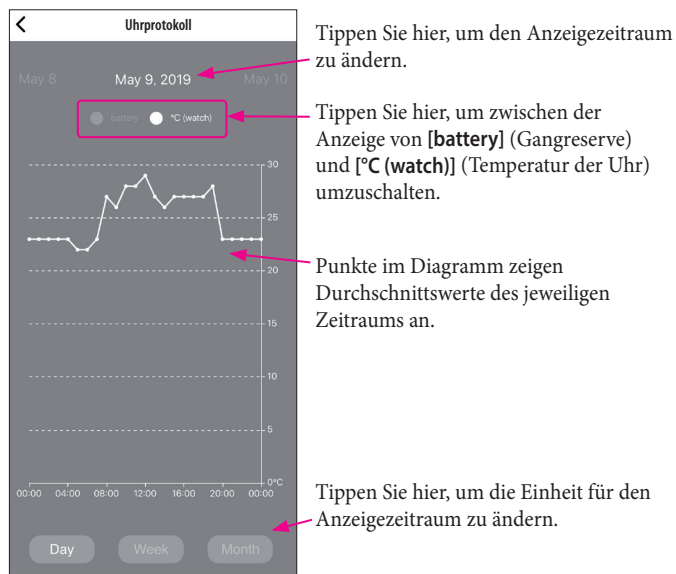 Uhrprotokoll
May 8 May 9, 2019 May 10
battery °C (watch)
30
25
20
15
10
5
0°C
00:00 04:00 08:00 12:00 16:00 20:00 00:00
Day Week Month
Tippen Sie hier, um den Anzeigezeitraum
zu ändern.
Tippen Sie hier, um zwischen der
Anzeige von [battery] (Gangreserve)
und [°C (watch)] (Temperatur der Uhr)
umzuschalten.
Punkte im Diagramm zeigen
Durchschnittswerte des jeweiligen
Zeitraums an.
Tippen Sie hier, um die Einheit für den
Anzeigezeitraum zu ändern.